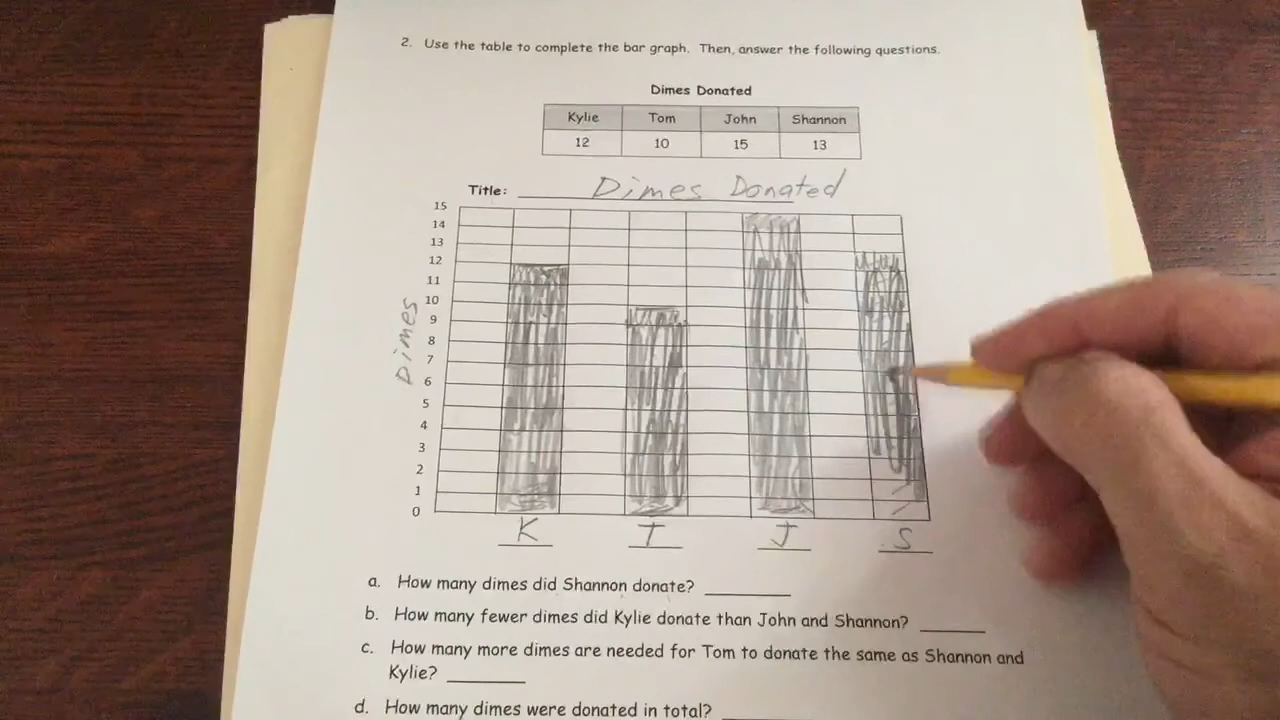 2. Use the table to complete the bar graph. Then, answer the following questions.
Dimes Donated
Kylie Tom John Shannon
12 10 15 13
Title: Dimes Donated
15
14
13
12
11
10
9
8
7
6
5
4
3
2
1
0
Dimes
K T J S
a. How many dimes did Shannon donate?
b. How many fewer dimes did Kylie donate than John and Shannon?
c. How many more dimes are needed for Tom to donate the same as Shannon and
Kylie?
d. How many dimes were donated in total?